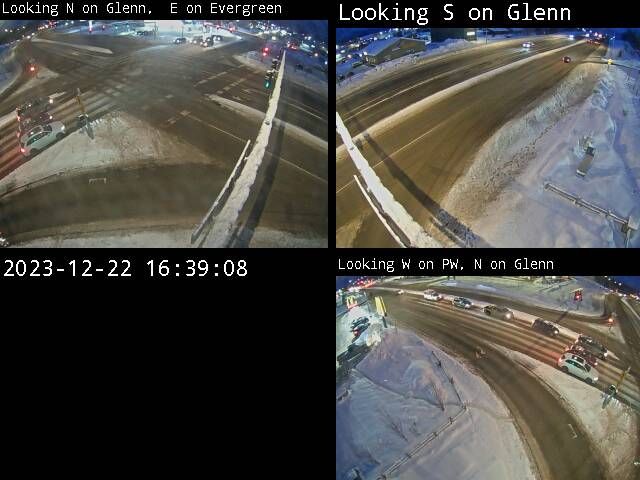 Looking N on Glenn,  E on Evergreen
Looking S on Glenn
2023-12-22 16:39:08
Looking W on PW, N on Glenn